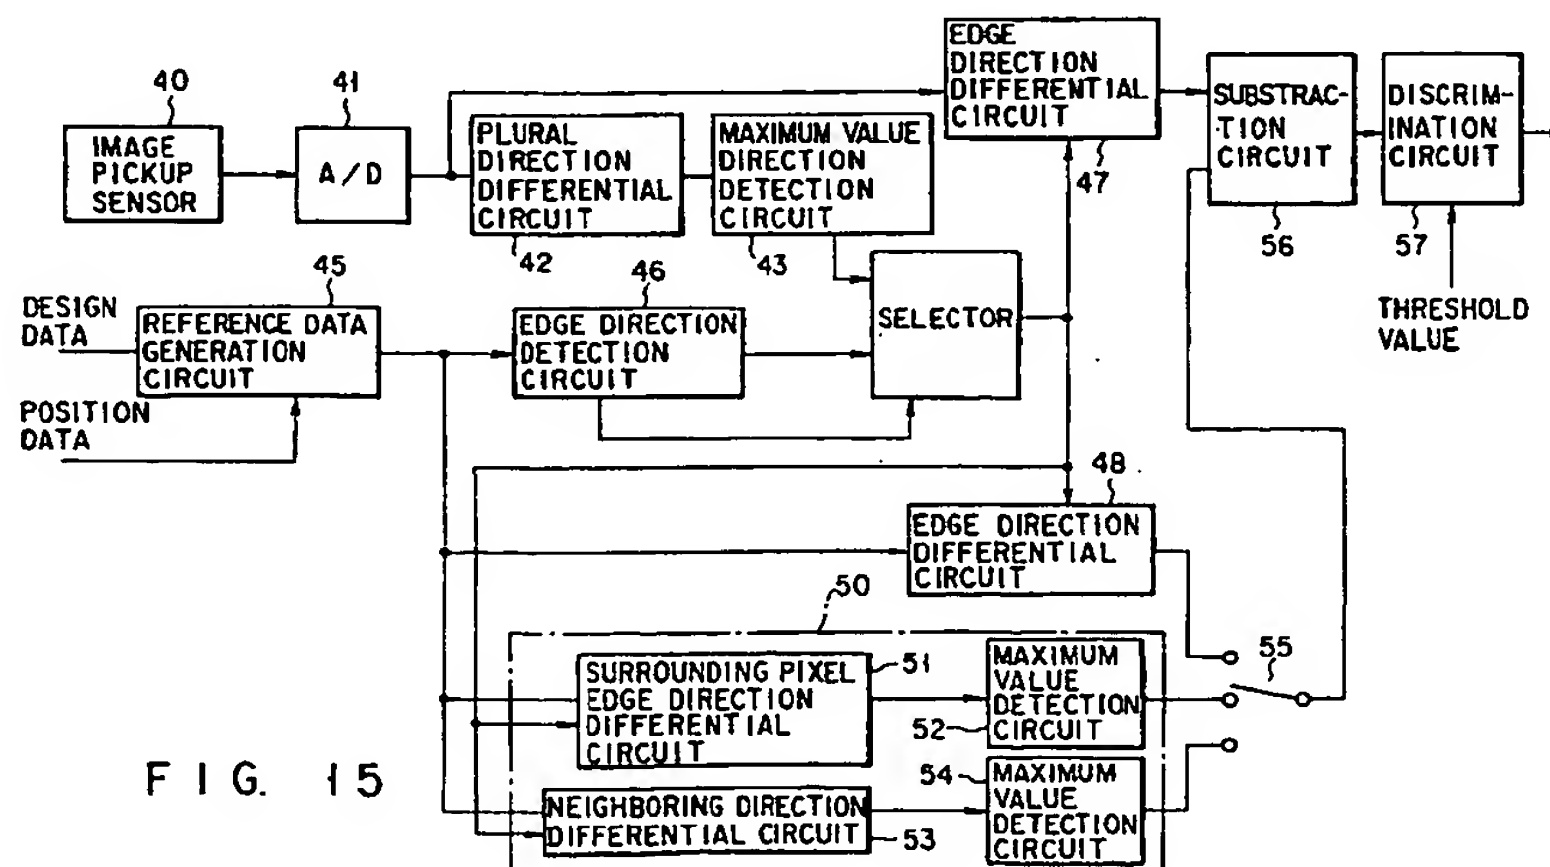 40
IMAGE
PICKUP
SENSOR
41
A/D
PLURAL
DIRECTION
DIFFERENTIAL
CIRCUIT
42
MAXIMUM VALUE
DIRECTION
DETECTION
CIRCUIT
43
EDGE
DIRECTION
DIFFERENTIAL
CIRCUIT
47
SUBSTRAC-
TION
CIRCUIT
56
DISCRIM-
INATION
CIRCUIT
57
THRESHOLD
VALUE
DESIGN
DATA
POSITION
DATA
45
REFERENCE DATA
GENERATION
CIRCUIT
46
EDGE DIRECTION
DETECTION
CIRCUIT
SELECTOR
48
EDGE DIRECTION
DIFFERENTIAL
CIRCUIT
50
SURROUNDING PIXEL
EDGE DIRECTION
DIFFERENTIAL
CIRCUIT
51
MAXIMUM
VALUE
DETECTION
CIRCUIT
52
55
NEIGHBORING DIRECTION
DIFFERENTIAL CIRCUIT
53
54
MAXIMUM
VALUE
DETECTION
CIRCUIT
FIG. 15